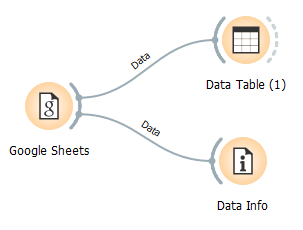 Data
Data Table (1)
g
Data
Google Sheets
i
Data Info